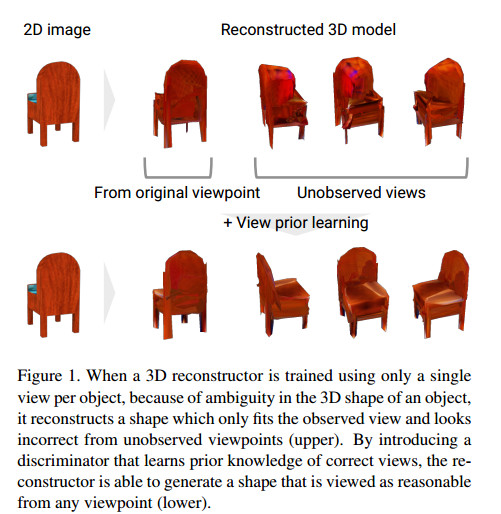 2D image
Reconstructed 3D model
From original viewpoint
Unobserved views
+ View prior learning
Figure 1. When a 3D reconstructor is trained using only a single
view per object, because of ambiguity in the 3D shape of an object,
it reconstructs a shape which only fits the observed view and looks
incorrect from unobserved viewpoints (upper). By introducing a
discriminator that learns prior knowledge of correct views, the re-
constructor is able to generate a shape that is viewed as reasonable
from any viewpoint (lower).